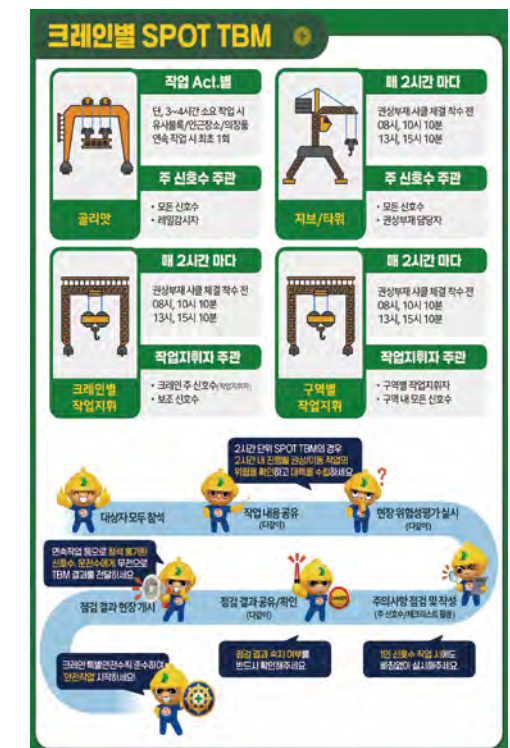 크레인별 SPOT TBM
작업 Act.별
단, 3~4시간 소요 작업 시
유사블록/인근장소/의장품
연속 작업 시 최초 1회
주 신호수 주관
• 모든 신호수
• 레일감시자
골리앗
매 2시간 마다
권상부재 샤클 체결 착수 전
08시, 10시 10분
13시, 15시 10분
주 신호수 주관
• 모든 신호수
• 권상부재 담당자
지브/타워
매 2시간 마다
권상부재 샤클 체결 착수 전
08시, 10시 10분
13시, 15시 10분
작업지휘자 주관
• 크레인 주 신호수(작업지휘자)
• 보조 신호수
크레인별
작업지휘
매 2시간 마다
권상부재 샤클 체결 착수 전
08시, 10시 10분
13시, 15시 10분
작업지휘자 주관
• 구역별 작업지휘자
• 구역 내 모든 신호수
구역별
작업지휘
2시간 단위 SPOT TBM의 경우
2시간 내 진행될 권상/이동 작업의
위험을 확인하고 대책을 수립하세요.
대상자 모두 참석
작업 내용 공유
(다같이)
현장 위험성평가 실시
(다같이)
연속작업 등으로 참석 불가한
신호수, 운전수에게 무전으로
TBM 결과를 전달하세요.
점검 결과 현장 게시
점검 결과 공유/확인
(다같이)
주의사항 점검 및 작성
(주 신호수/체크리스트 활용)
크레인 특별안전수칙 준수하여
'안전작업' 시작하세요!
점검 결과 숙지 여부를
반드시 확인해주세요
1인 신호수 작업 시에도
빠짐없이 실시해주세요.